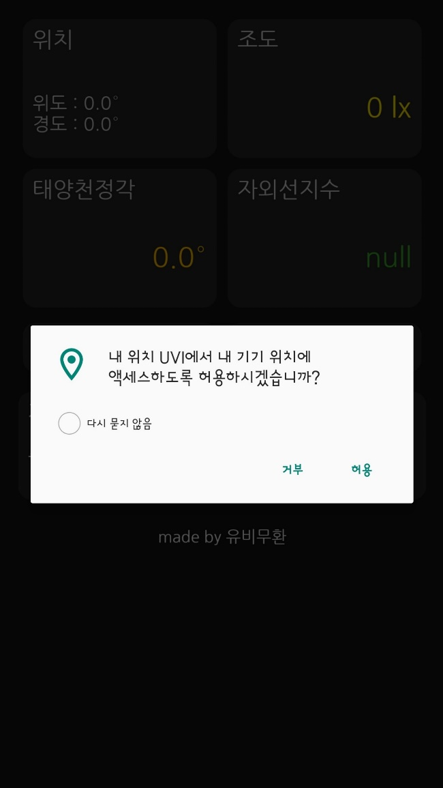 위치
조도
위도 : 0.0°
경도 : 0.0°
0 lx
태양천정각
자외선지수
0.0°
null
내 위치 UVI에서 내 기기 위치에
액세스하도록 허용하시겠습니까?
다시 묻지 않음
거부
허용
made by 유비무환